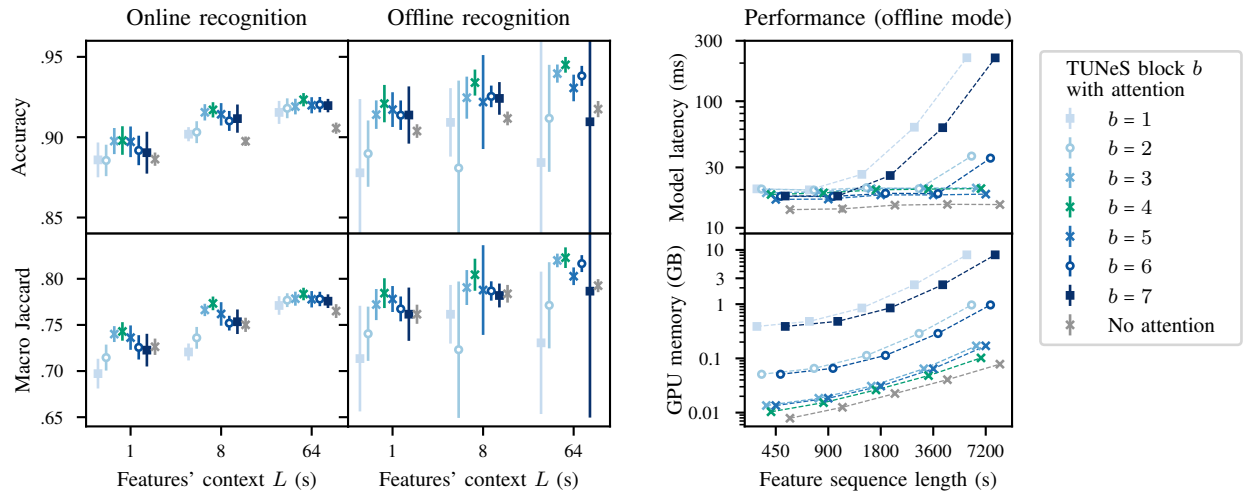 Online recognition
Offline recognition
Performance (offline mode)
Accuracy
.95
.90
.85
Macro Jaccard
.80
.75
.70
.65
1
8
64
1
8
64
Features' context L (s)
Features' context L (s)
Model latency (ms)
300
100
30
10
GPU memory (GB)
10
1
0.1
0.01
450
900
1800
3600
7200
Feature sequence length (s)
TUNeS block b
with attention
b = 1
b = 2
b = 3
b = 4
b = 5
b = 6
b = 7
No attention